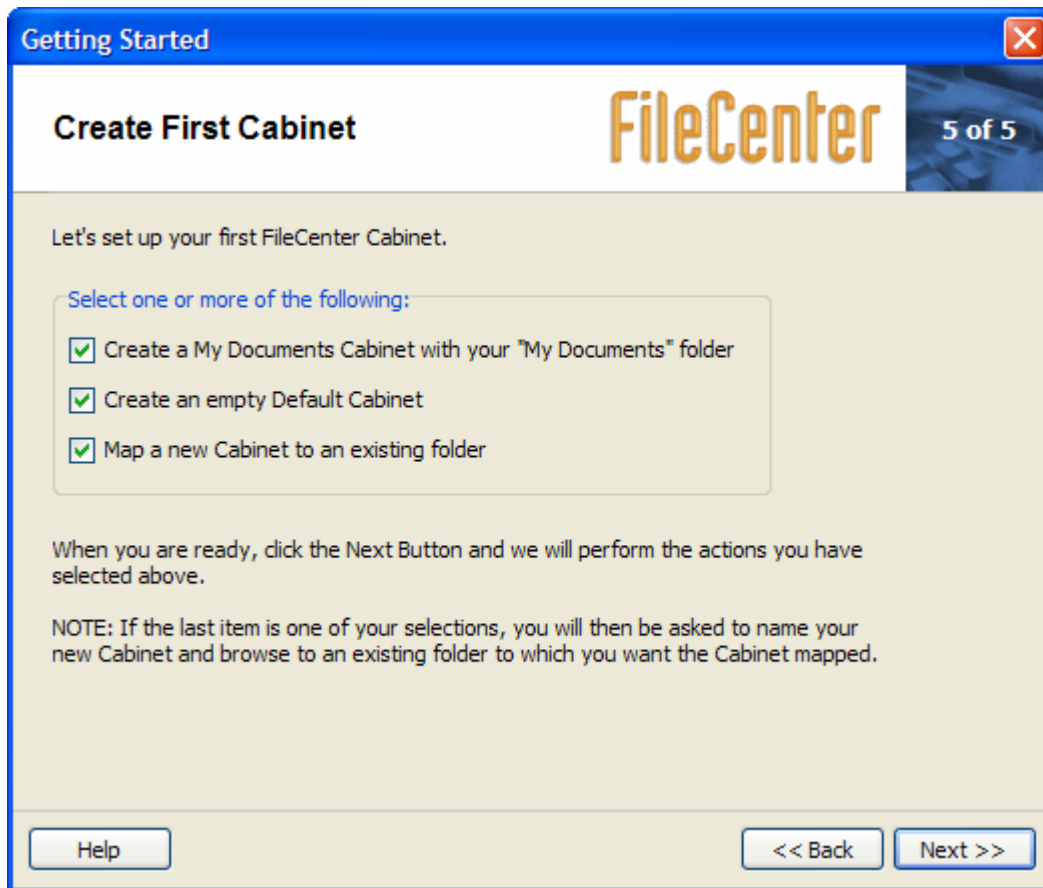 Getting Started
Create First Cabinet
FileCenter
5 of 5
Let's set up your first FileCenter Cabinet.
Select one or more of the following:
Create a My Documents Cabinet with your "My Documents" folder
Create an empty Default Cabinet
Map a new Cabinet to an existing folder
When you are ready, click the Next Button and we will perform the actions you have
selected above.
NOTE: If the last item is one of your selections, you will then be asked to name your
new Cabinet and browse to an existing folder to which you want the Cabinet mapped.
Help
<< Back
Next >>